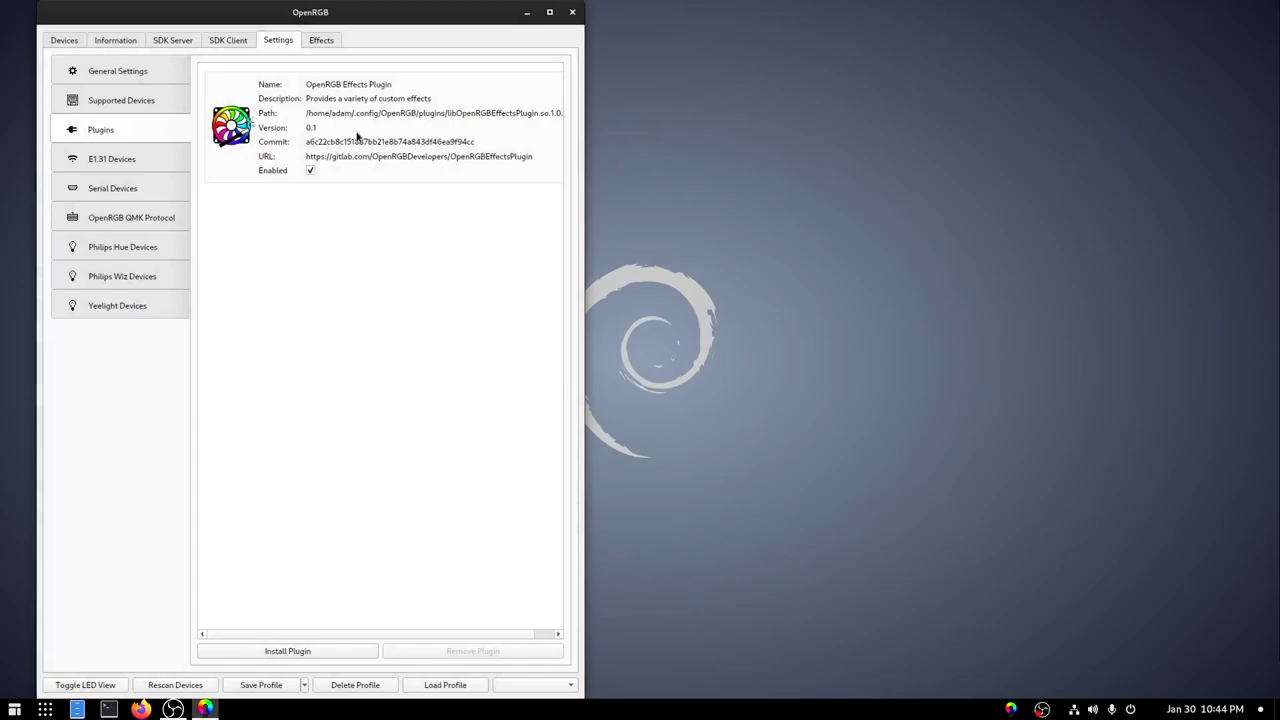 OpenRGB
Devices Information SDK Server SDK Client Settings Effects
General Settings
Supported Devices
Plugins
E1.31 Devices
Serial Devices
OpenRGB QMK Protocol
Philips Hue Devices
Philips Wiz Devices
Yeelight Devices
Name: OpenRGB Effects Plugin
Description: Provides a variety of custom effects
Path: /home/adam/.config/OpenRGB/plugins/libOpenRGBEffectsPlugin.so.1.0.
Version: 0.1
Commit:
URL: https://gitlab.com/OpenRGBDevelopers/OpenRGBEffectsPlugin
Enabled
Install Plugin Remove Plugin
Toggle LED View Rescan Devices Save Profile Delete Profile Load Profile
Jan 30 10:44 PM